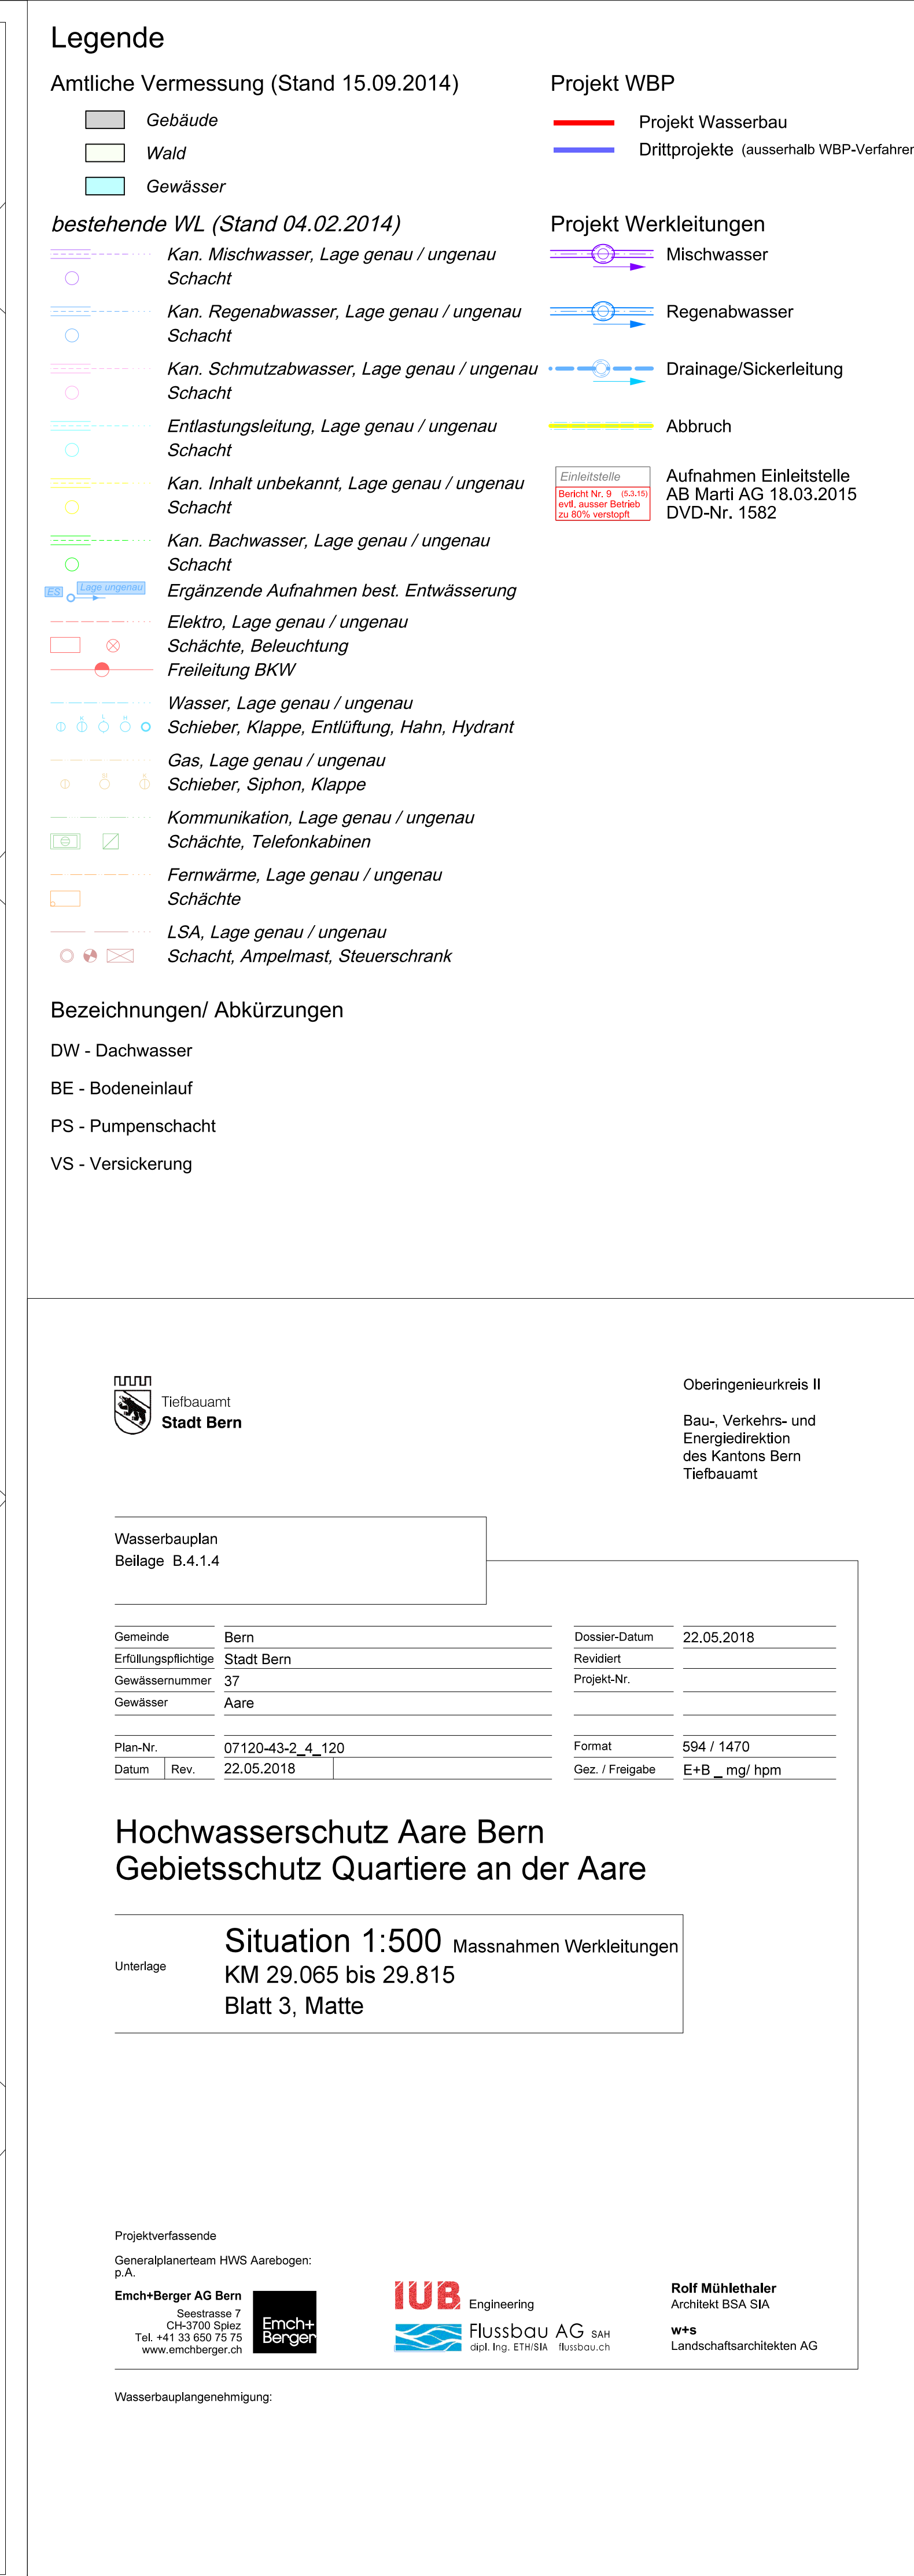 Legende
Amtliche Vermessung (Stand 15.09.2014)
Gebäude
Wald
Gewässer
bestehende WL (Stand 04.02.2014)
Kan. Mischwasser, Lage genau / ungenau
Schacht
Kan. Regenabwasser, Lage genau / ungenau
Schacht
Kan. Schmutzabwasser, Lage genau / ungenau
Schacht
Entlastungsleitung, Lage genau / ungenau
Schacht
Kan. Inhalt unbekannt, Lage genau / ungenau
Schacht
Kan. Bachwasser, Lage genau / ungenau
Schacht
ES Lage ungenau Ergänzende Aufnahmen best. Entwässerung
Elektro, Lage genau / ungenau
Schächte, Beleuchtung
Freileitung BKW
Wasser, Lage genau / ungenau
K L H
Schieber, Klappe, Entlüftung, Hahn, Hydrant
Gas, Lage genau / ungenau
Schieber, Siphon, Klappe
Kommunikation, Lage genau / ungenau
Schächte, Telefonkabinen
Fernwärme, Lage genau / ungenau
Schächte
LSA, Lage genau / ungenau
Schacht, Ampelmast, Steuerschrank
Projekt WBP
Projekt Wasserbau
Drittprojekte (ausserhalb WBP-Verfahren
Projekt Werkleitungen
Mischwasser
Regenabwasser
Drainage/Sickerleitung
Abbruch
Einleitstelle
Bericht Nr. 9 (5.3.15)
evtl. ausser Betrieb
zu 80% verstopft
Aufnahmen Einleitstelle
AB Marti AG 18.03.2015
DVD-Nr. 1582
Bezeichnungen/ Abkürzungen
DW - Dachwasser
BE - Bodeneinlauf
PS - Pumpenschacht
VS - Versickerung
Tiefbauamt
Stadt Bern
Oberingenieurkreis II
Bau-, Verkehrs- und
Energiedirektion
des Kantons Bern
Tiefbauamt
Wasserbauplan
Beilage B.4.1.4
Gemeinde Bern
Erfüllungspflichtige Stadt Bern
Gewässernummer 37
Gewässer Aare
Plan-Nr. 07120-43-2_4_120
Datum Rev. 22.05.2018
Dossier-Datum 22.05.2018
Revidiert
Projekt-Nr.
Format 594 / 1470
Gez. / Freigabe E+B _ mg/ hpm
Hochwasserschutz Aare Bern
Gebietsschutz Quartiere an der Aare
Unterlage
Situation 1:500 Massnahmen Werkleitungen
KM 29.065 bis 29.815
Blatt 3, Matte
Projektverfassende
Generalplanerteam HWS Aarebogen:
p.A.
Emch+Berger AG Bern
Seestrasse 7
CH-3700 Spiez
Tel. +41 33 650 75 75
www.emchberger.ch
Emch+
Berger
IUB Engineering
Flussbau AG SAH
dipl. Ing. ETH/SIA flussbau.ch
Rolf Mühlethaler
Architekt BSA SIA
w+s
Landschaftsarchitekten AG
Wasserbauplangenehmigung: